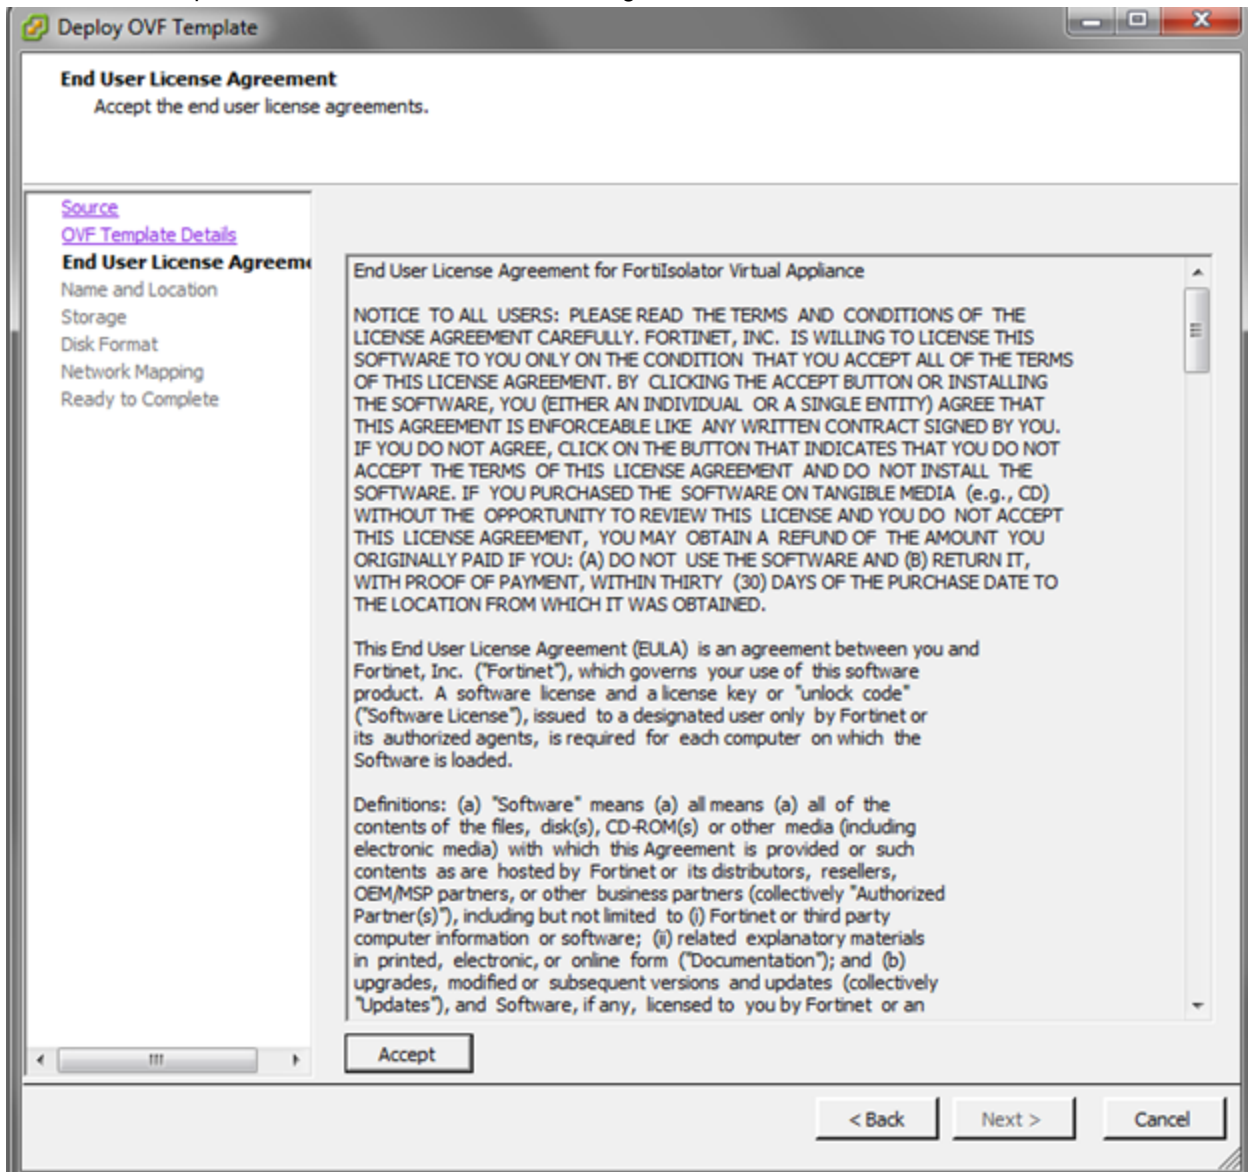 Deploy OVF Template
End User License Agreement
Accept the end user license agreements.
Source
OVF Template Details
End User License Agreeme
Name and Location
Storage
Disk Format
Network Mapping
Ready to Complete
End User License Agreement for FortiIsolator Virtual Appliance
NOTICE TO ALL USERS: PLEASE READ THE TERMS AND CONDITIONS OF THE
LICENSE AGREEMENT CAREFULLY. FORTINET, INC. IS WILLING TO LICENSE THIS
SOFTWARE TO YOU ONLY ON THE CONDITION THAT YOU ACCEPT ALL OF THE TERMS
OF THIS LICENSE AGREEMENT. BY CLICKING THE ACCEPT BUTTON OR INSTALLING
THE SOFTWARE, YOU (EITHER AN INDIVIDUAL OR A SINGLE ENTITY) AGREE THAT
THIS AGREEMENT IS ENFORCEABLE LIKE ANY WRITTEN CONTRACT SIGNED BY YOU.
IF YOU DO NOT AGREE, CLICK ON THE BUTTON THAT INDICATES THAT YOU DO NOT
ACCEPT THE TERMS OF THIS LICENSE AGREEMENT AND DO NOT INSTALL THE
SOFTWARE. IF YOU PURCHASED THE SOFTWARE ON TANGIBLE MEDIA (e.g., CD)
WITHOUT THE OPPORTUNITY TO REVIEW THIS LICENSE AND YOU DO NOT ACCEPT
THIS LICENSE AGREEMENT, YOU MAY OBTAIN A REFUND OF THE AMOUNT YOU
ORIGINALLY PAID IF YOU: (A) DO NOT USE THE SOFTWARE AND (B) RETURN IT,
WITH PROOF OF PAYMENT, WITHIN THIRTY (30) DAYS OF THE PURCHASE DATE TO
THE LOCATION FROM WHICH IT WAS OBTAINED.
This End User License Agreement (EULA) is an agreement between you and
Fortinet, Inc. ("Fortinet"), which governs your use of this software
product. A software license and a license key or "unlock code"
("Software License"), issued to a designated user only by Fortinet or
its authorized agents, is required for each computer on which the
Software is loaded.
Definitions: (a) "Software" means (a) all means (a) all of the
contents of the files, disk(s), CD-ROM(s) or other media (including
electronic media) with which this Agreement is provided or such
contents as are hosted by Fortinet or its distributors, resellers,
OEM/MSP partners, or other business partners (collectively "Authorized
Partner(s)"), including but not limited to (i) Fortinet or third party
computer information or software; (ii) related explanatory materials
in printed, electronic, or online form ("Documentation"); and (b)
upgrades, modified or subsequent versions and updates (collectively
"Updates"), and Software, if any, licensed to you by Fortinet or an
Accept
< Back
Next >
Cancel